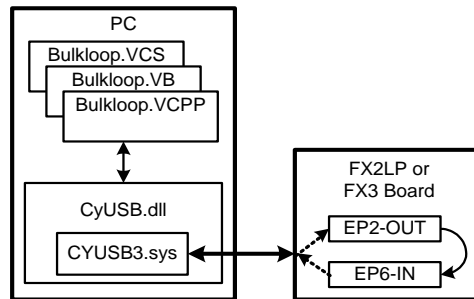 PC
Bulkloop.VCS
Bulkloop.VB
Bulkloop.VCPP
CyUSB.dll
CYUSB3.sys
FX2LP or
FX3 Board
EP2-OUT
EP6-IN